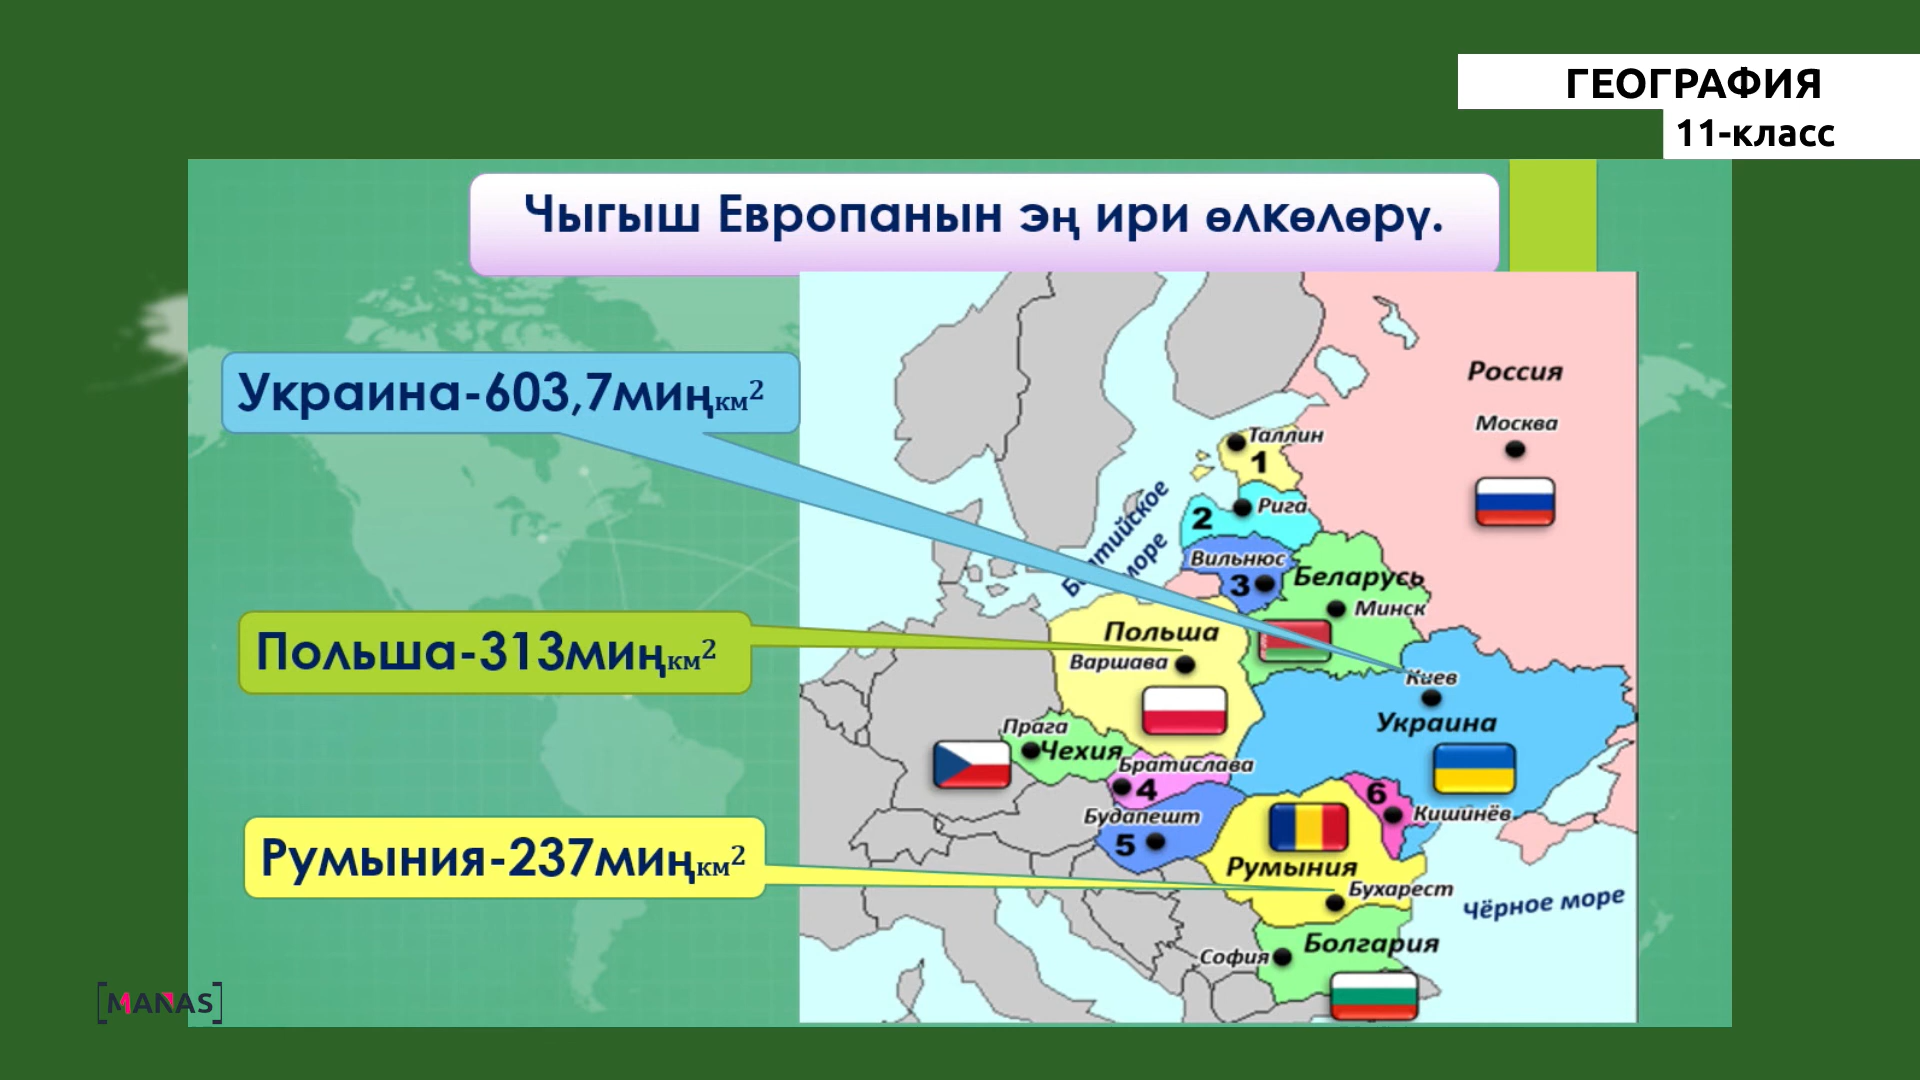 ГЕОГРАФИЯ
11-класс
Чыгыш Европанын эң ири өлкөлөрү.
Украина-603,7миңкм²
Польша-313миңкм²
Румыния-237миңкм²
Россия
Москва
Таллин
1
Рига
2
Балтийское
море
Вильнюс
3
Беларусь
Минск
Польша
Варшава
Киев
Украина
Прага
Чехия
Братислава
4
6
Кишинёв
Будапешт
5
Румыния
Бухарест
Чёрное море
София
Болгария
[MANAS]